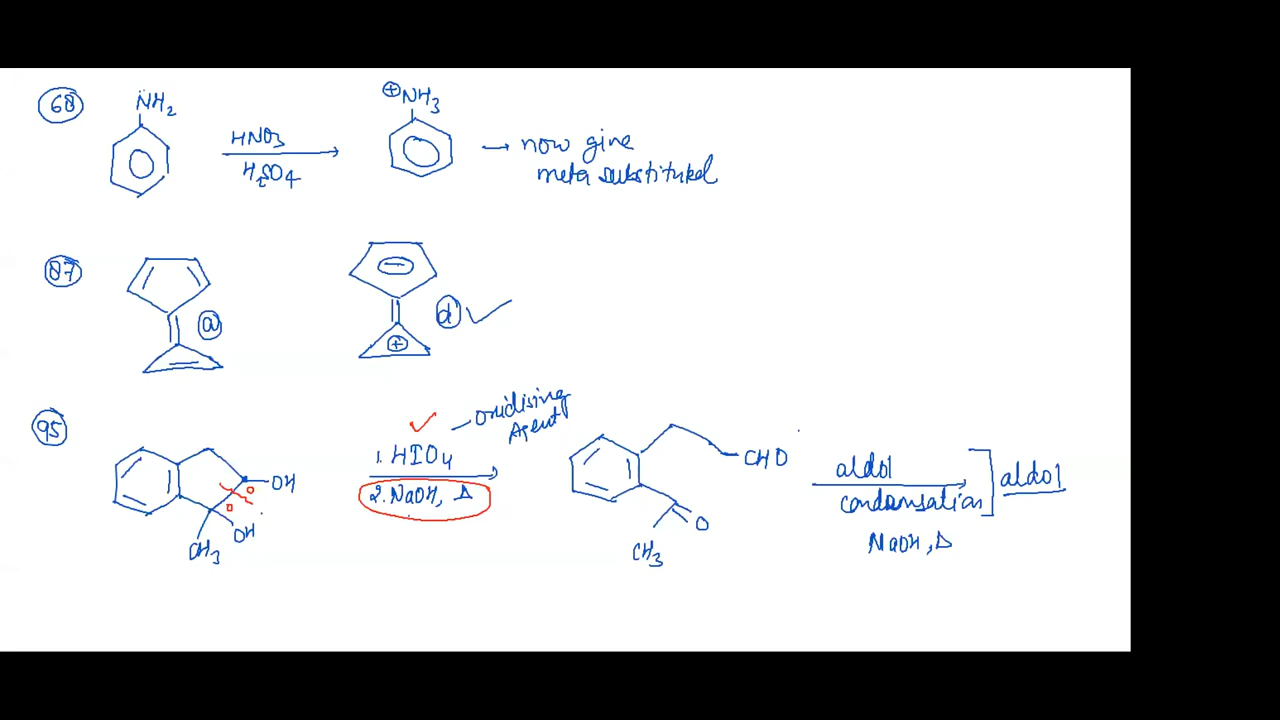 68
NH2
HNO3
H2SO4
⊕NH3
→ now give
meta substituted
87
a
−
+
d ✓
95
OH
OH
CH3
1. HIO4 – oxidising
Agent
2. NaOH, Δ
CHO
O
CH3
aldol
condensation
NaOH, Δ
aldol